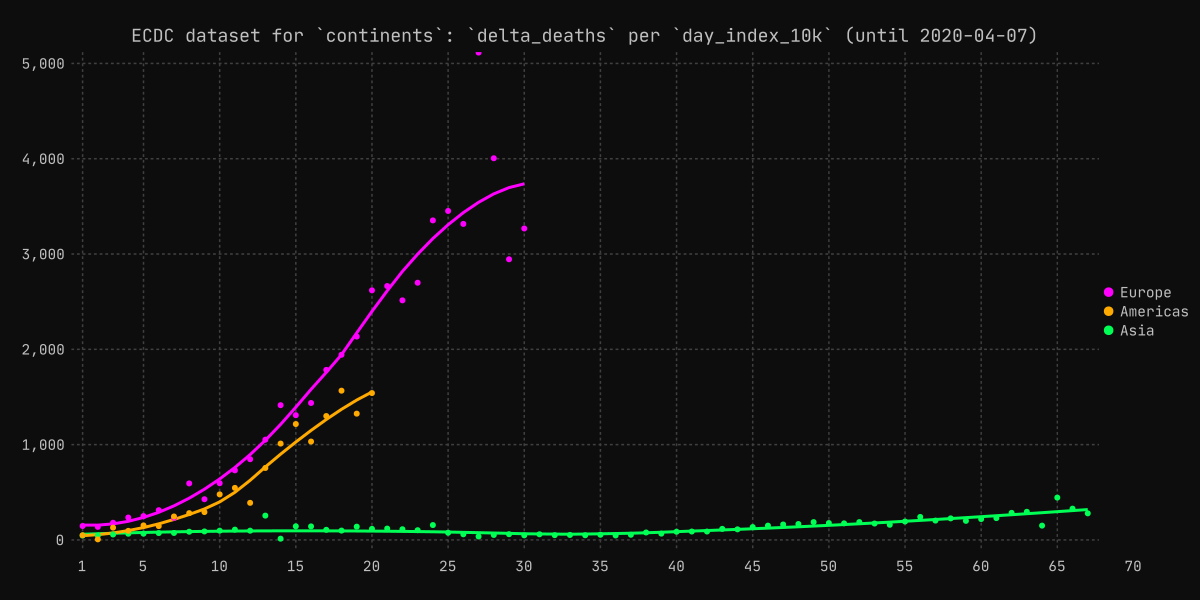 ECDC dataset for `continents`: `delta_deaths` per `day_index_10k` (until 2020-04-07)
5,000
4,000
3,000
2,000
1,000
0
1 5 10 15 20 25 30 35 40 45 50 55 60 65 70
Europe
Americas
Asia